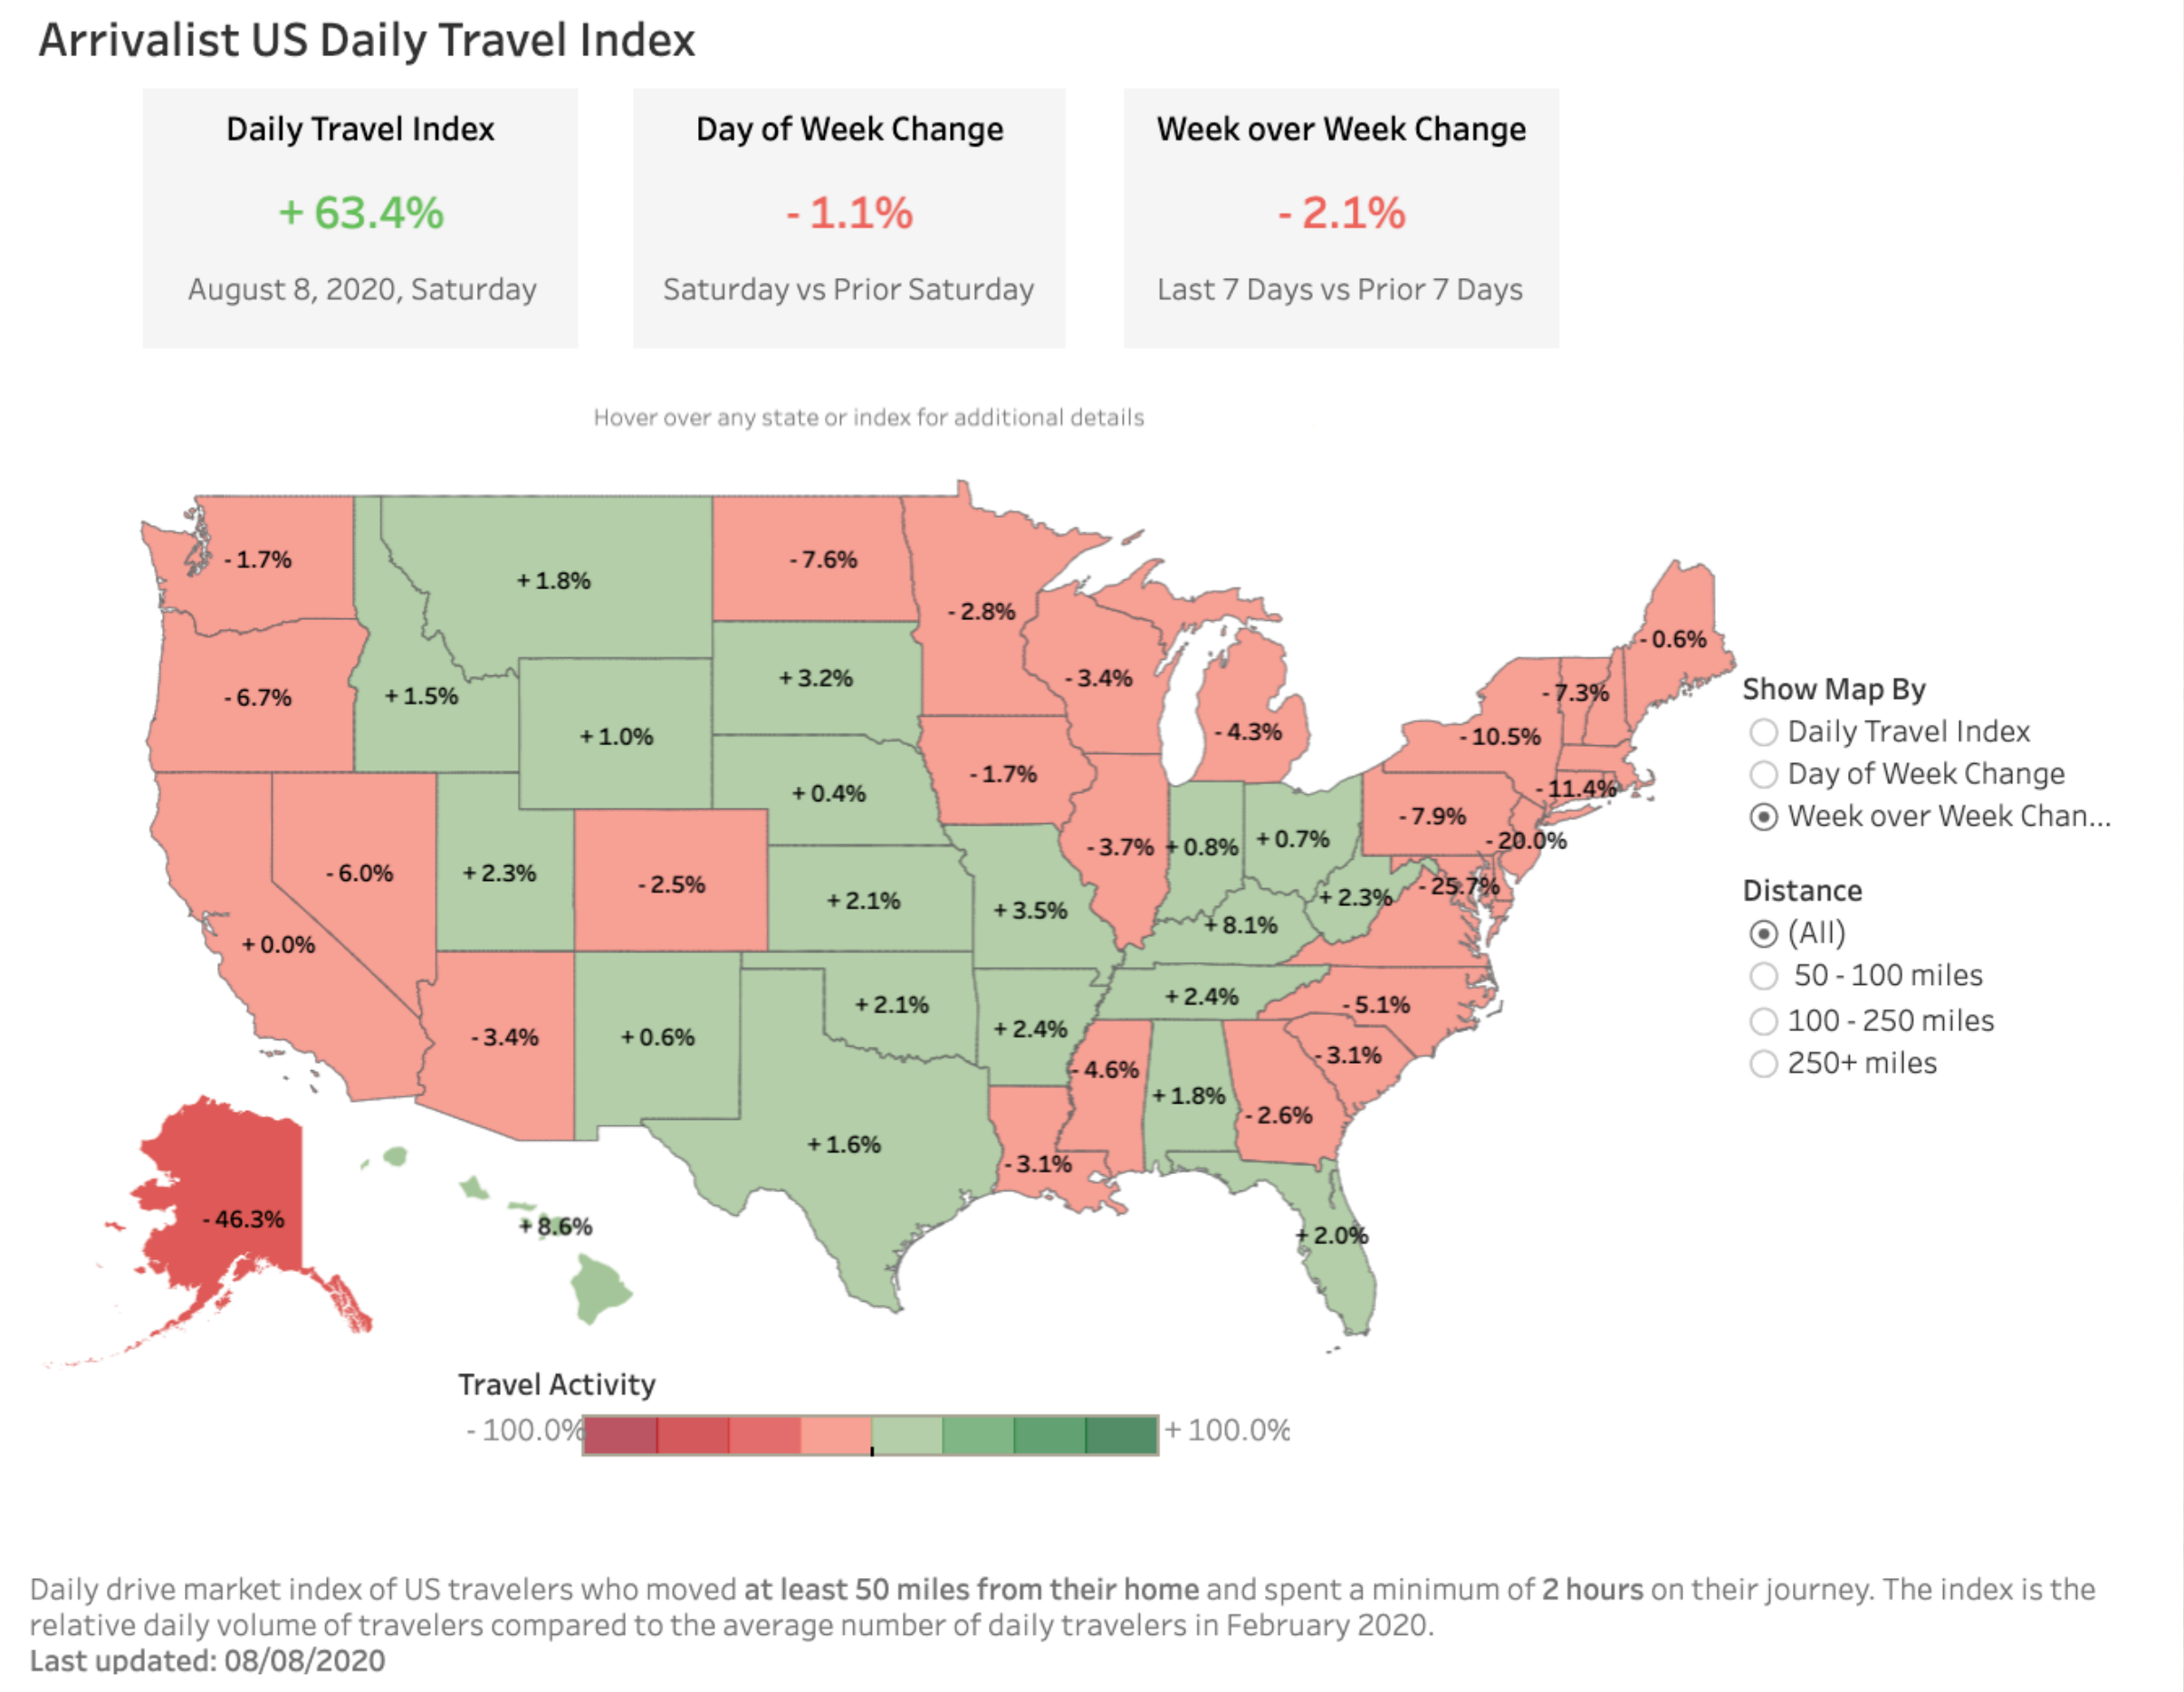 Arrivalist US Daily Travel Index
Daily Travel Index
+ 63.4%
August 8, 2020, Saturday
Day of Week Change
- 1.1%
Saturday vs Prior Saturday
Week over Week Change
- 2.1%
Last 7 Days vs Prior 7 Days
Hover over any state or index for additional details
- 1.7%
+ 1.8%
- 7.6%
- 2.8%
- 0.6%
- 6.7%
+ 1.5%
+ 1.0%
+ 3.2%
- 3.4%
- 4.3%
- 7.3%
- 10.5%
+ 0.4%
- 1.7%
- 11.4%
- 7.9%
- 20.0%
- 6.0%
+ 2.3%
- 2.5%
+ 2.1%
+ 3.5%
- 3.7%
+ 0.8%
+ 0.7%
+ 2.3%
- 25.7%
+ 0.0%
+ 8.1%
- 3.4%
+ 0.6%
+ 2.1%
+ 2.4%
+ 2.4%
- 5.1%
- 4.6%
+ 1.8%
- 2.6%
- 3.1%
+ 1.6%
- 3.1%
+ 2.0%
- 46.3%
+ 8.6%
Show Map By
Daily Travel Index
Day of Week Change
Week over Week Chan...
Distance
(All)
50 - 100 miles
100 - 250 miles
250+ miles
Travel Activity
- 100.0%
+ 100.0%
Daily drive market index of US travelers who moved at least 50 miles from their home and spent a minimum of 2 hours on their journey. The index is the
relative daily volume of travelers compared to the average number of daily travelers in February 2020.
Last updated: 08/08/2020